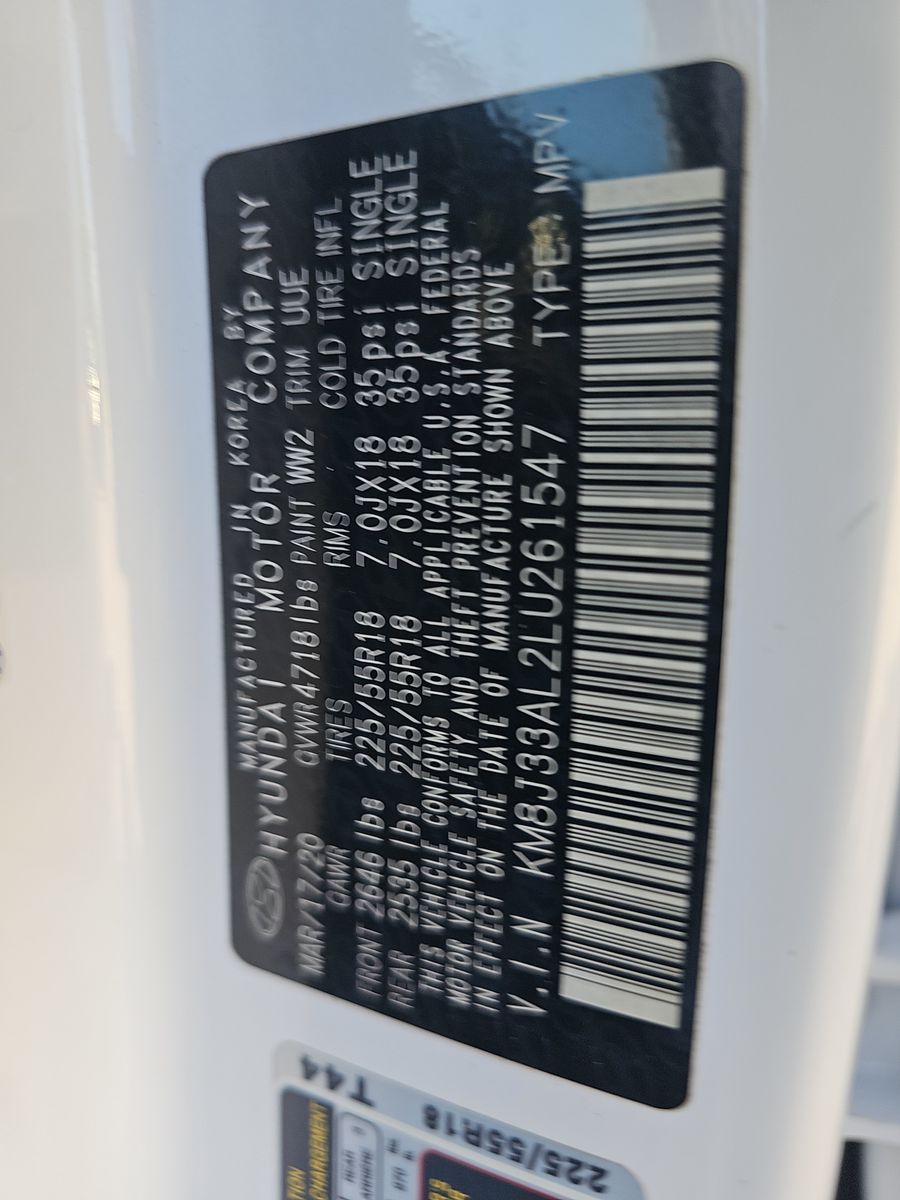 MANUFACTURED IN KOREA BY
HYUNDAI MOTOR COMPANY
MAR/17/20 GVWR4718lbs PAINT WW2 TRIM UUE
GAWR TIRES RIMS COLD TIRE INFL
FRONT 2646 lbs 225/55R18 7.0JX18 35psi SINGLE
REAR 2535 lbs 225/55R18 7.0JX18 35psi SINGLE
THIS VEHICLE CONFORMS TO ALL APPLICABLE U.S.A. FEDERAL
MOTOR VEHICLE SAFETY AND THEFT PREVENTION STANDARDS
IN EFFECT ON THE DATE OF MANUFACTURE SHOWN ABOVE
V.I.N KM8J33AL2LU261547 TYPE: MPV
T44
225/55R18
CHARGEMENT